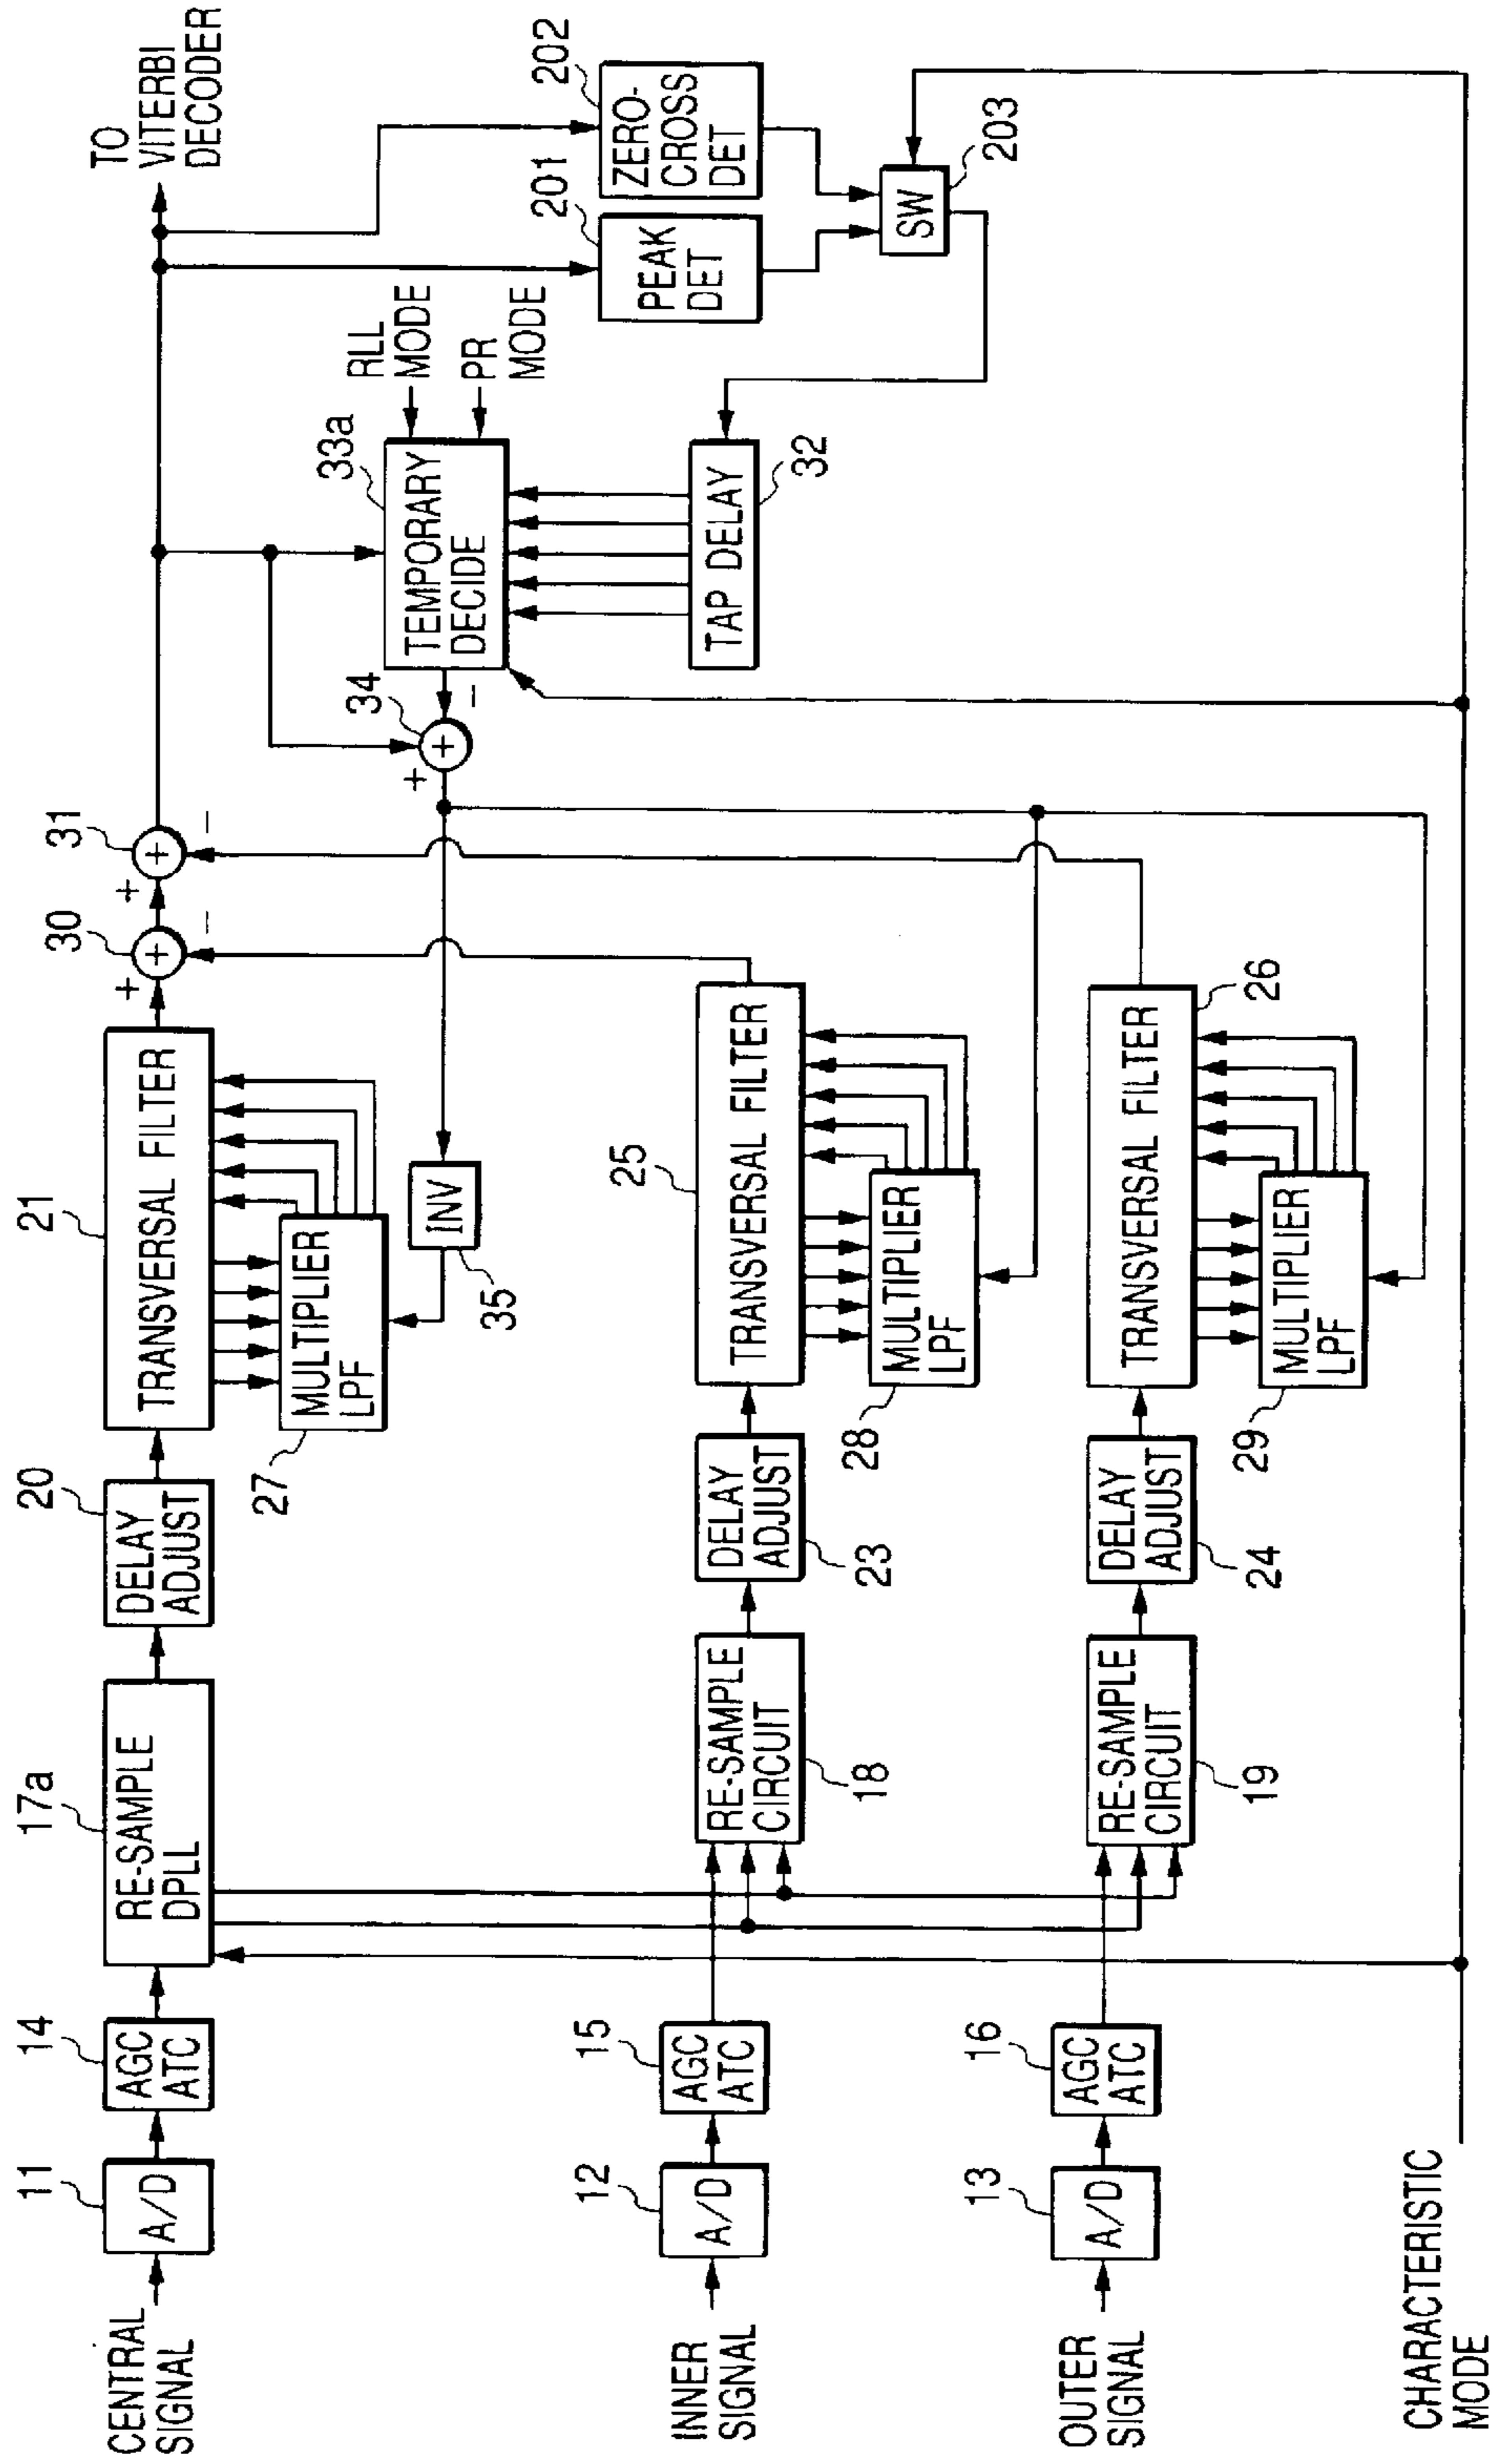 CENTRAL
SIGNAL
11
A/D
14
AGC
ATC
17a
RE-SAMPLE
DPLL
20
DELAY
ADJUST
21
TRANSVERSAL FILTER
27
MULTIPLIER
LPF
35
INV
30
+
+
−
31
+
+
−
TO
VITERBI
DECODER
34
+
+
−
33a
TEMPORARY
DECIDE
RLL
MODE
PR
MODE
TAP DELAY
32
201
PEAK
DET
202
ZERO-
CROSS
DET
SW
203
INNER
SIGNAL
12
A/D
15
AGC
ATC
RE-SAMPLE
CIRCUIT
18
DELAY
ADJUST
23
25
TRANSVERSAL FILTER
28
MULTIPLIER
LPF
OUTER
SIGNAL
13
A/D
16
AGC
ATC
RE-SAMPLE
CIRCUIT
19
DELAY
ADJUST
24
TRANSVERSAL FILTER
26
29
MULTIPLIER
LPF
CHARACTERISTIC
MODE